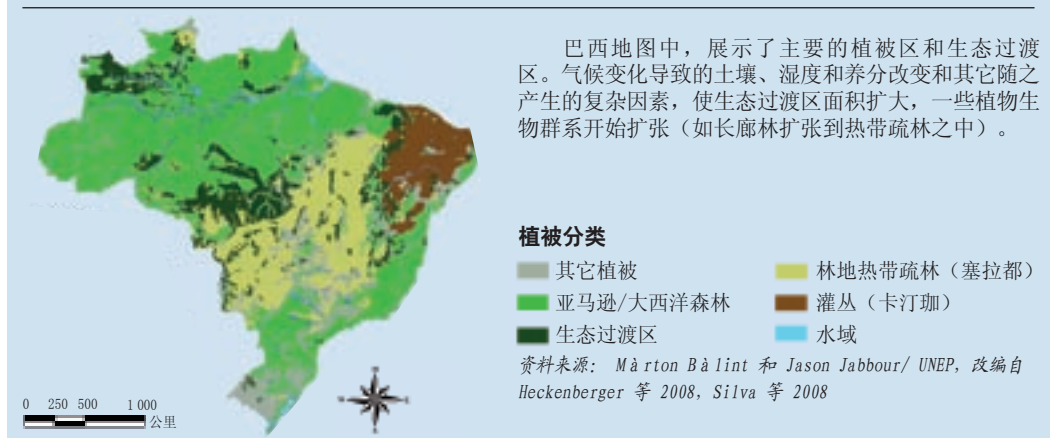 巴西地图中，展示了主要的植被区和生态过渡
区。气候变化导致的土壤、湿度和养分改变和其它随之
产生的复杂因素，使生态过渡区面积扩大，一些植物生
物群系开始扩张（如长廊林扩张到热带疏林之中）。
植被分类
其它植被
林地热带疏林（塞拉都）
亚马逊/大西洋森林
灌丛（卡汀珈）
生态过渡区
水域
资料来源： Màrton Bàlint 和 Jason Jabbour/ UNEP, 改编自
Heckenberger 等 2008, Silva 等 2008
0 250 500 1 000
公里